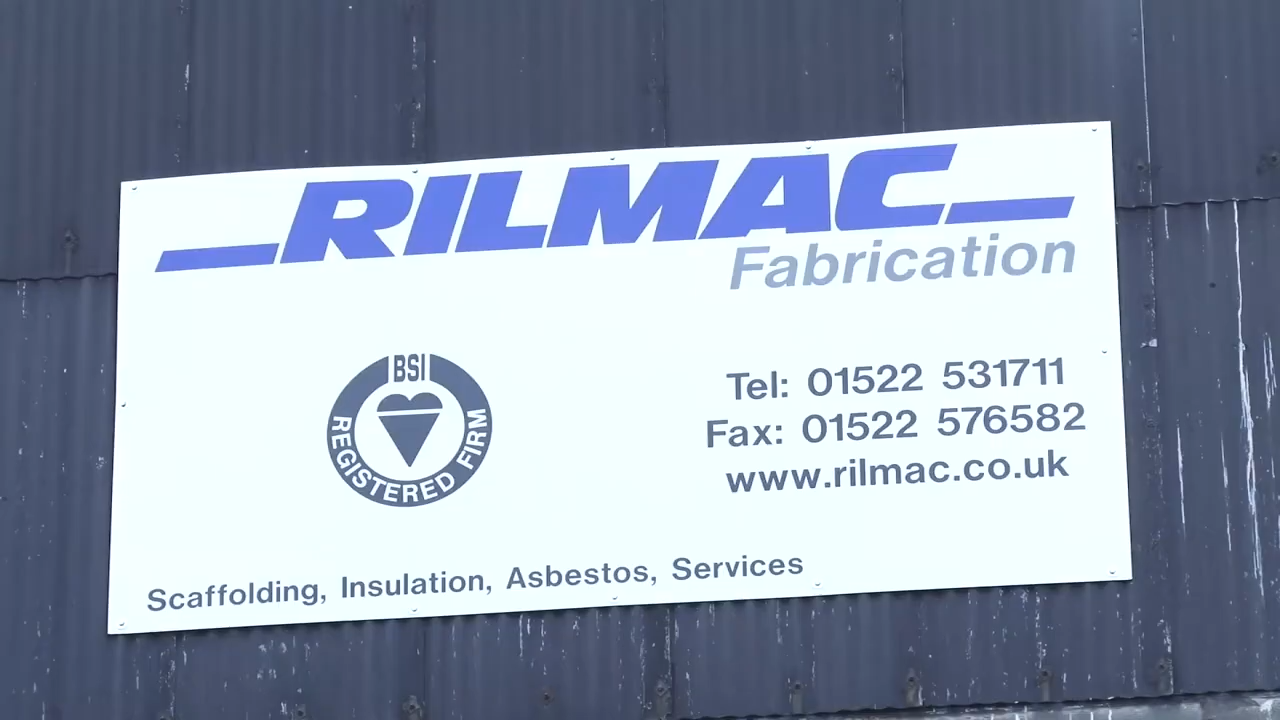 RILMAC
Fabrication
BSI
REGISTERED FIRM
Tel: 01522 531711
Fax: 01522 576582
www.rilmac.co.uk
Scaffolding, Insulation, Asbestos, Services